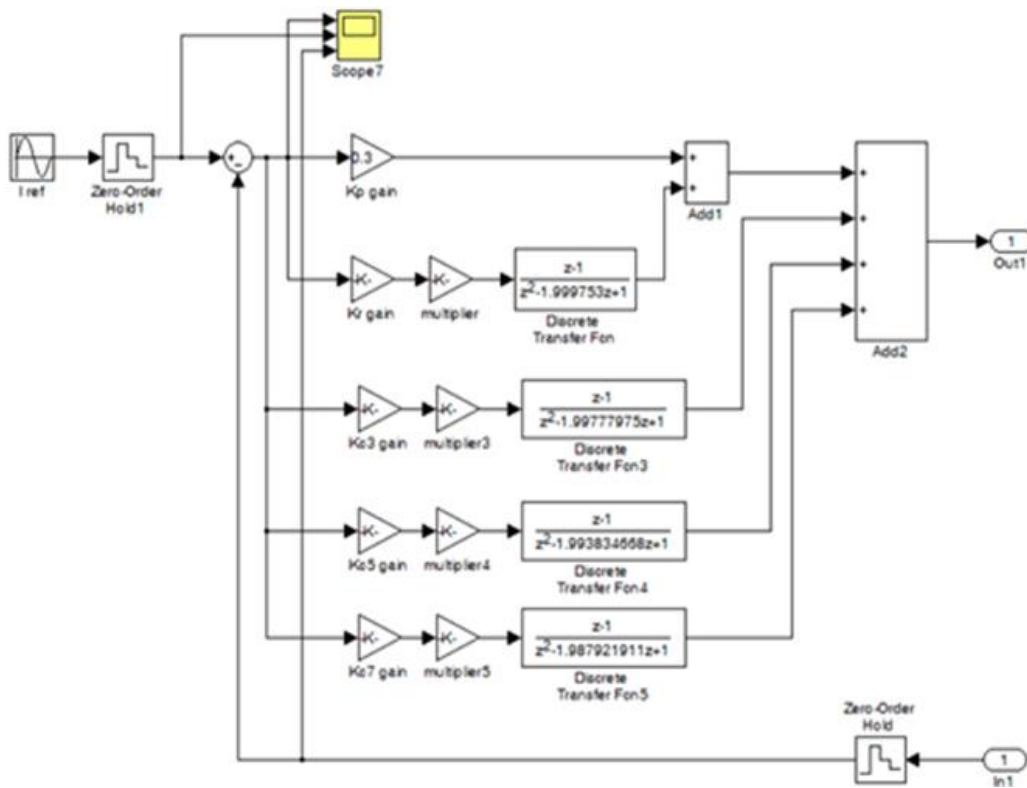 Scope7
I ref
Zero-Order
Hold1
+
-
0.3
Kp gain
+
+
Add1
-K-
Kr gain
-K-
multiplier
z-1
z²-1.999753z+1
Discrete
Transfer Fcn
-K-
Kc3 gain
-K-
multiplier3
z-1
z²-1.99777975z+1
Discrete
Transfer Fcn3
-K-
Kc5 gain
-K-
multiplier4
z-1
z²-1.993834668z+1
Discrete
Transfer Fcn4
-K-
Kc7 gain
-K-
multiplier5
z-1
z²-1.987921911z+1
Discrete
Transfer Fcn5
+
+
+
+
Add2
1
Out1
Zero-Order
Hold
1
In1